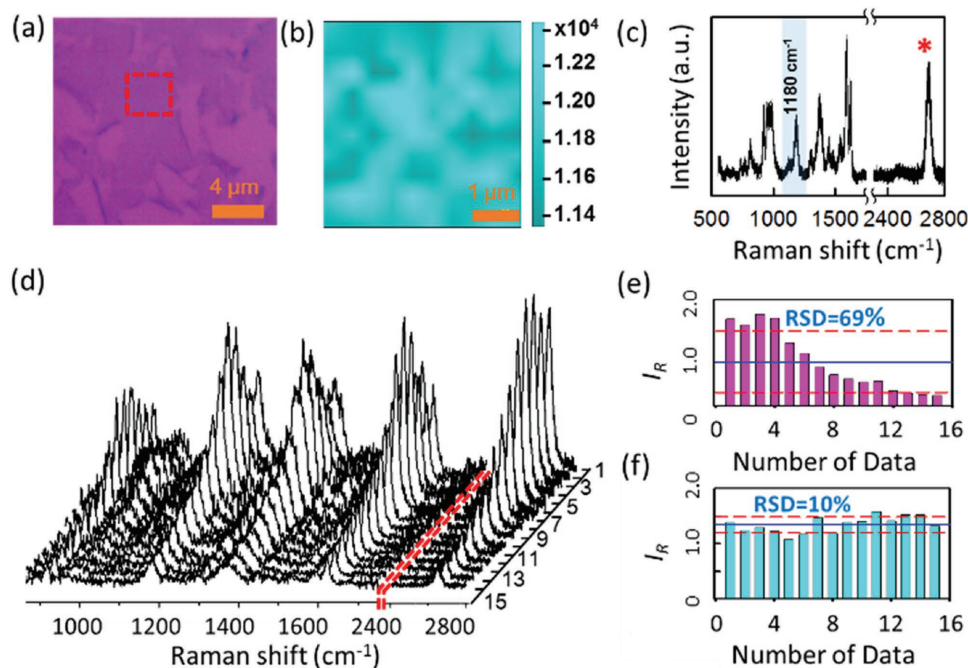 (a)
4 µm
(b)
x10⁴
1.22
1.20
1.18
1.16
1.14
1 µm
(c)
Intensity (a.u.)
1180 cm⁻¹
*
500 1000 1500 2400 2800
Raman shift (cm⁻¹)
(d)
1
3
5
7
9
11
13
15
1000 1200 1400 1600 2400 2800
Raman shift (cm⁻¹)
(e)
2.0
1.0
0
I_R
RSD=69%
0 4 8 12 16
Number of Data
(f)
2.0
1.0
0
I_R
RSD=10%
0 4 8 12 16
Number of Data